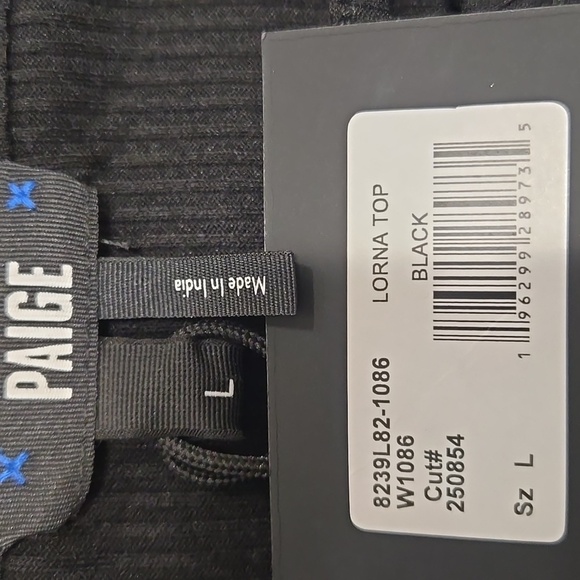 PAIGE
Made In India
L
8239L82-1086
W1086
Cut#
250854
Sz L
LORNA TOP
BLACK
1 96299 28973 5